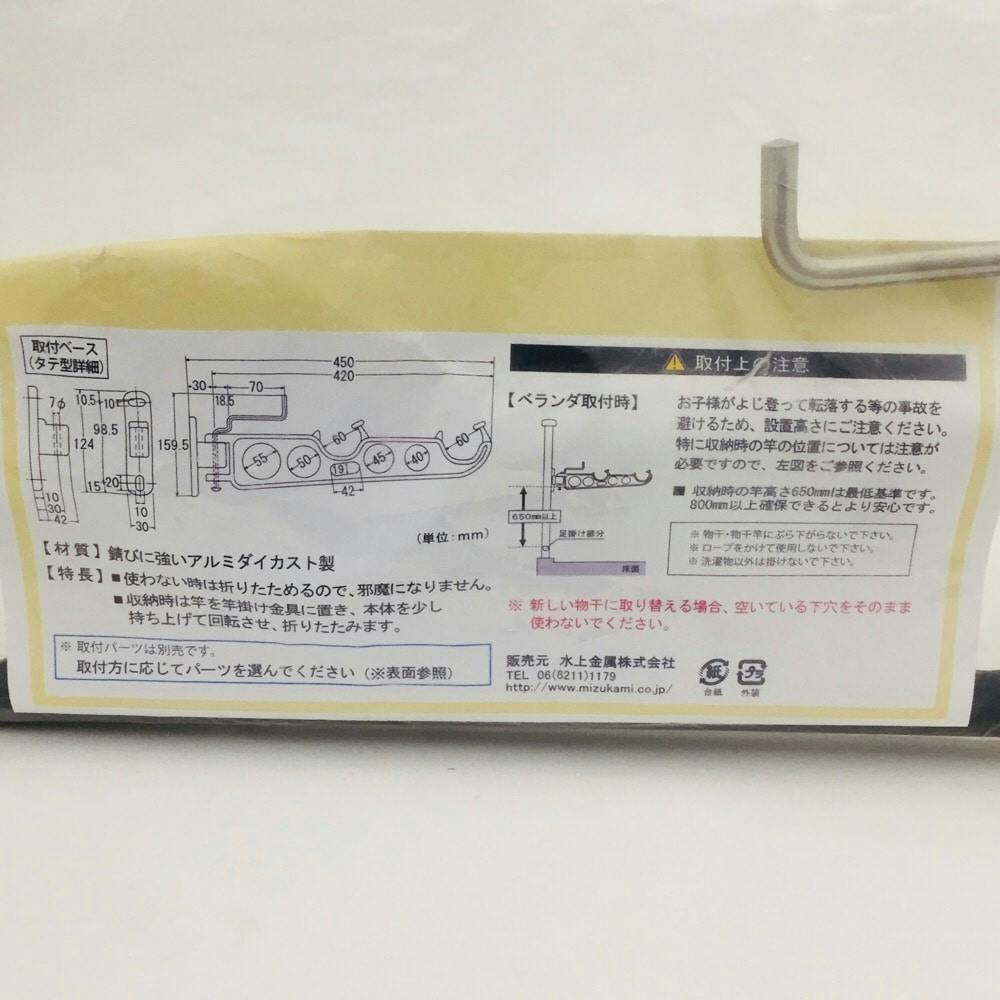 取付ベース
(タテ型詳細)
7φ
10.5
10
124
98.5
15
20
10
30
42
10
30
450
420
30
70
18.5
159.5
55
50
60
19
42
45
40
60
(単位:mm)
【材質】錆びに強いアルミダイカスト製
【特長】■使わない時は折りたためるので、邪魔になりません。
■収納時は竿を竿掛け金具に置き、本体を少し
持ち上げて回転させ、折りたたみます。
※ 取付パーツは別売です。
取付方に応じてパーツを選んでください(※表面参照)
⚠ 取付上の注意
【ベランダ取付時】
650mm以上
足掛け部分
床面
お子様がよじ登って転落する等の事故を
避けるため、設置高さにご注意ください。
特に収納時の竿の位置については注意が
必要ですので、左図をご参照ください。
■ 収納時の竿高さ650mmは最低基準です。
800mm以上確保できるとより安心です。
※ 物干・物干竿にぶら下がらないで下さい。
※ ロープをかけて使用しないで下さい。
※ 洗濯物以外は掛けないで下さい。
※ 新しい物干に取り替える場合、空いている下穴をそのまま
使わないでください。
販売元 水上金属株式会社
TEL 06(6211)1179
http://www.mizukami.co.jp/
紙
台紙
プラ
外装